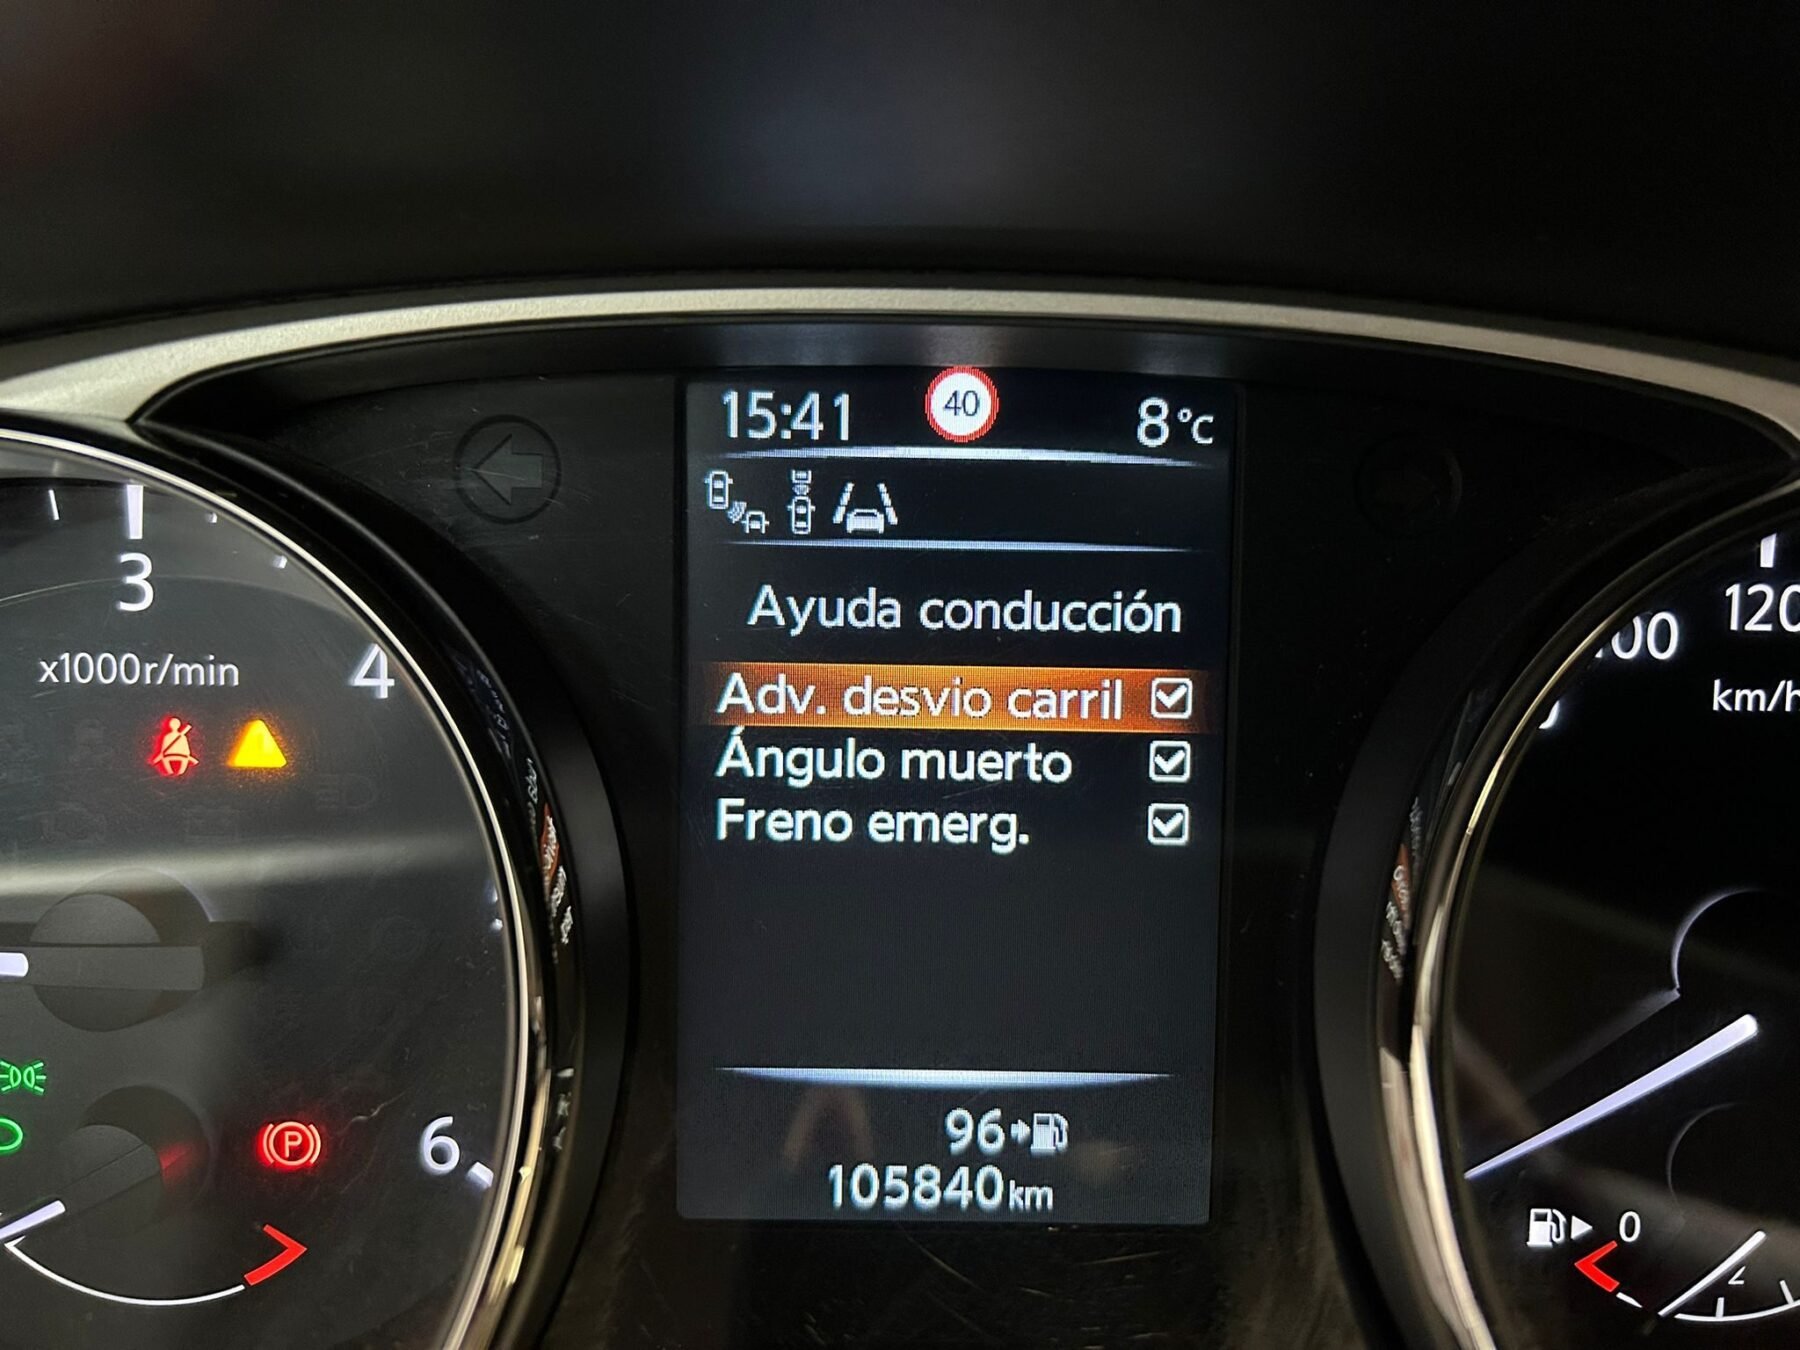 15:41 40 8°C
Ayuda conducción
Adv. desvio carril
Ángulo muerto
Freno emerg.
96
105840km
3
x1000r/min
4
6
P
120
km/h
0